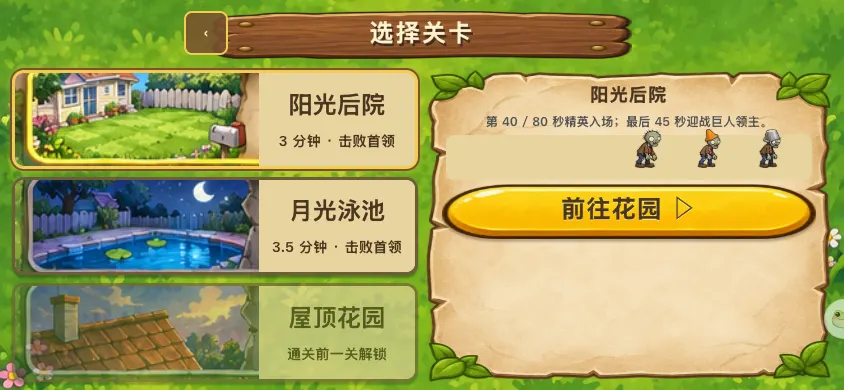 选择关卡
阳光后院
3 分钟 · 击败首领
月光泳池
3.5 分钟 · 击败首领
屋顶花园
通关前一关解锁
阳光后院
第 40 / 80 秒精英入场；最后 45 秒迎战巨人领主。
前往花园 ▷